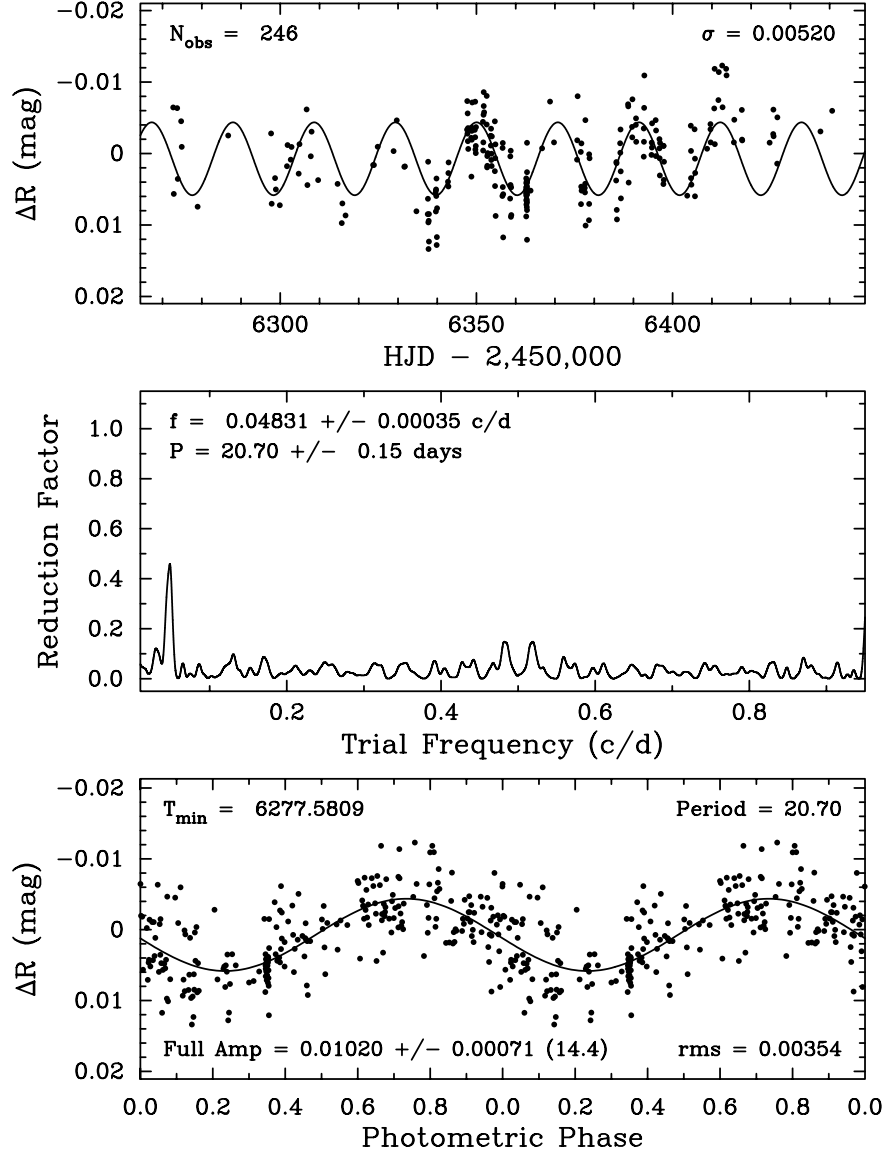 N_obs = 246
σ = 0.00520
−0.02
−0.01
0
0.01
0.02
ΔR (mag)
6300
6350
6400
HJD − 2,450,000
f = 0.04831 +/− 0.00035 c/d
P = 20.70 +/− 0.15 days
1.0
0.8
0.6
0.4
0.2
0.0
Reduction Factor
0.2
0.4
0.6
0.8
Trial Frequency (c/d)
T_min = 6277.5809
Period = 20.70
−0.02
−0.01
0
0.01
0.02
ΔR (mag)
Full Amp = 0.01020 +/− 0.00071 (14.4)
rms = 0.00354
0.0
0.2
0.4
0.6
0.8
0.0
0.2
0.4
0.6
0.8
0.0
Photometric Phase